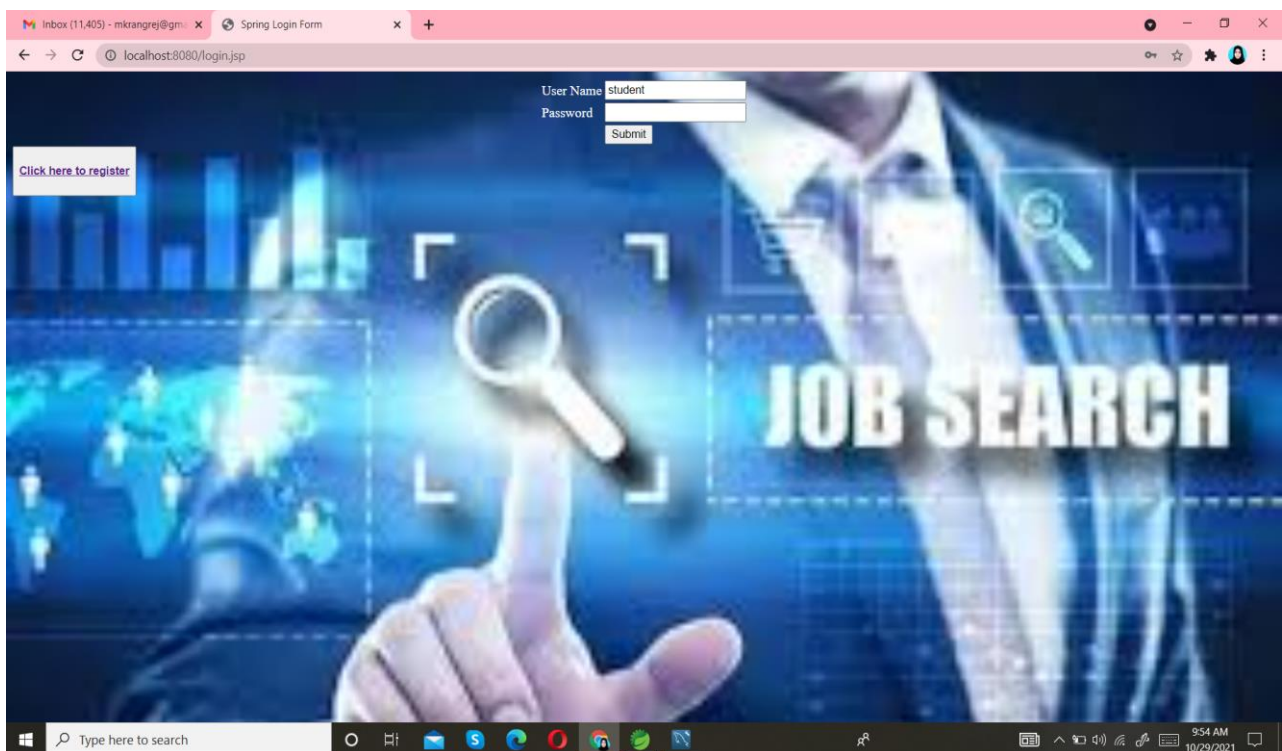 Inbox (11,405) - mkrangrej@gm
Spring Login Form
localhost:8080/login.jsp
User Name student
Password
Submit
Click here to register
JOB SEARCH
Type here to search
9:54 AM
10/29/2021